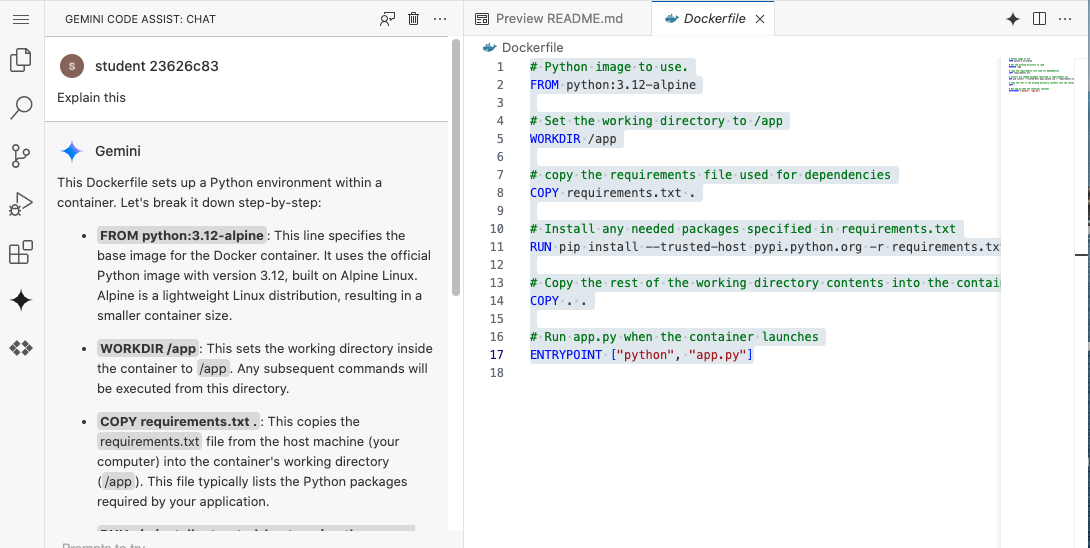 GEMINI CODE ASSIST: CHAT
S
student 23626c83
Explain this
Gemini
This Dockerfile sets up a Python environment within a
container. Let's break it down step-by-step:
• FROM python:3.12-alpine: This line specifies the
base image for the Docker container. It uses the official
Python image with version 3.12, built on Alpine Linux.
Alpine is a lightweight Linux distribution, resulting in a
smaller container size.
• WORKDIR /app: This sets the working directory inside
the container to /app. Any subsequent commands will
be executed from this directory.
• COPY requirements.txt .: This copies the
requirements.txt file from the host machine (your
computer) into the container's working directory
(/app). This file typically lists the Python packages
required by your application.
Preview README.md
Dockerfile
Dockerfile
1 # Python image to use.
2 FROM python:3.12-alpine
3
4 # Set the working directory to /app
5 WORKDIR /app
6
7 # copy the requirements file used for dependencies
8 COPY requirements.txt .
9
10 # Install any needed packages specified in requirements.txt
11 RUN pip install --trusted-host pypi.python.org -r requirements.tx
12
13 # Copy the rest of the working directory contents into the contai
14 COPY . .
15
16 # Run app.py when the container launches
17 ENTRYPOINT ["python", "app.py"]
18